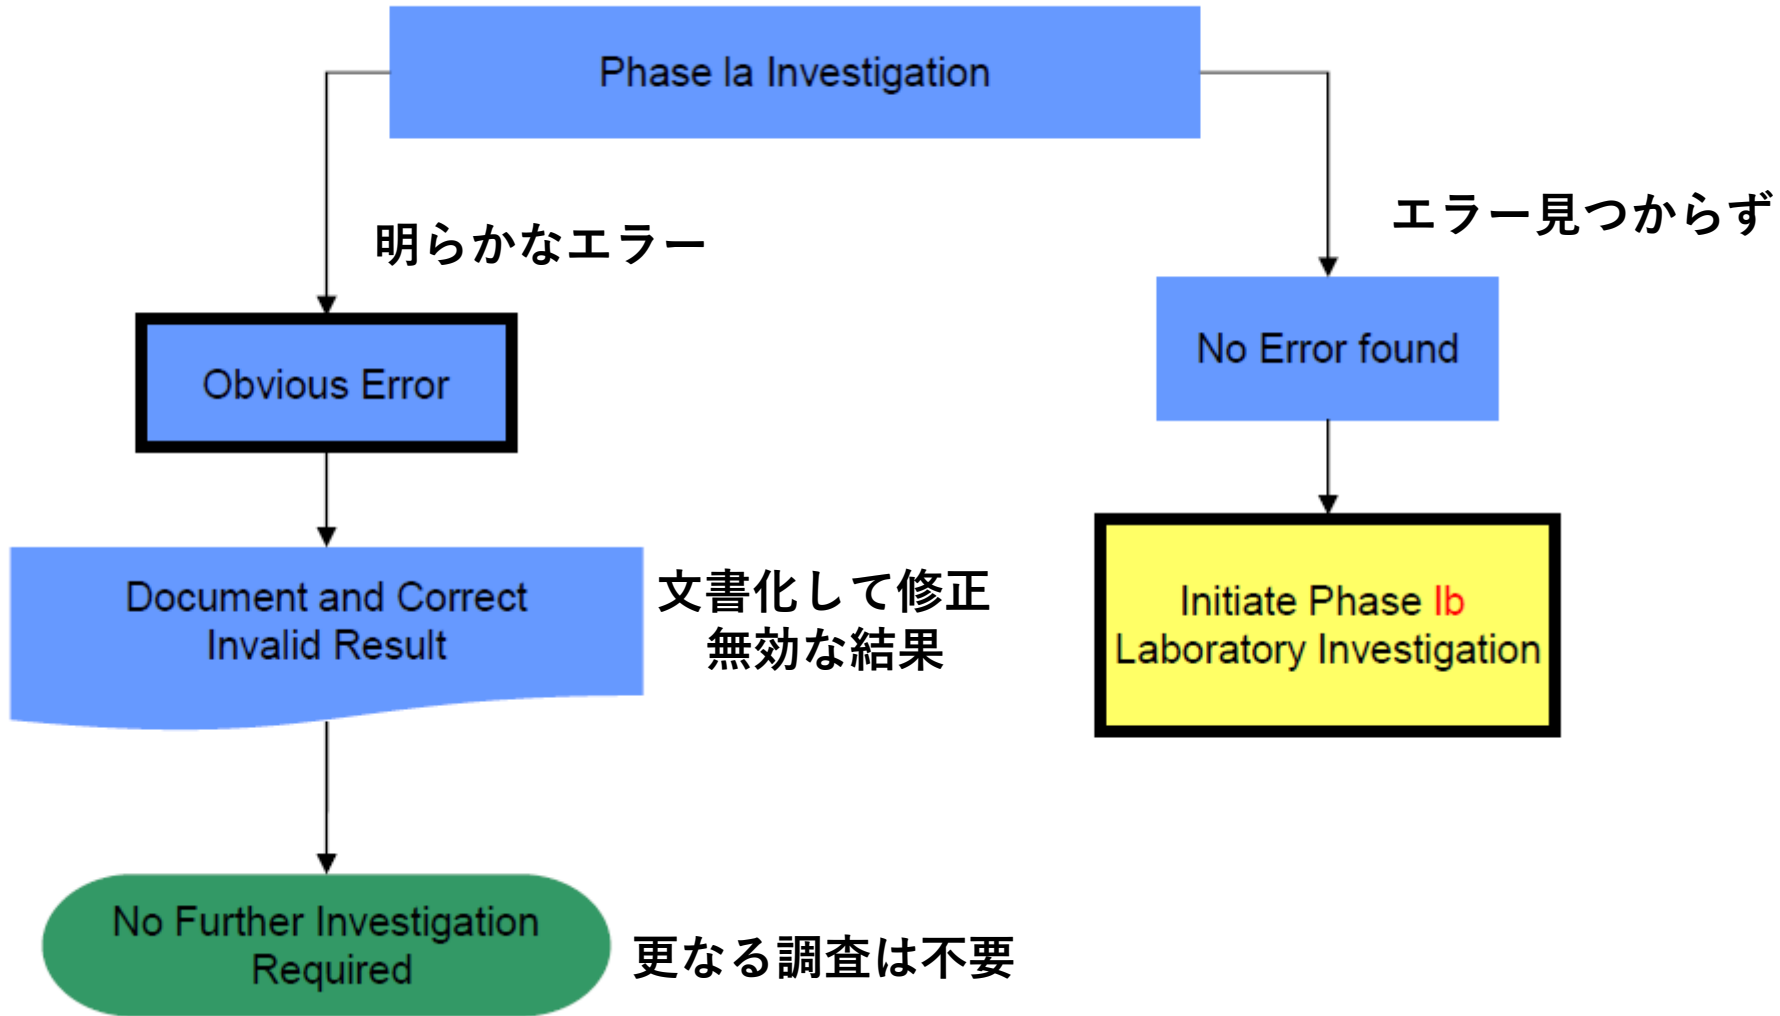 Phase Ia Investigation
明らかなエラー
エラー見つからず
Obvious Error
No Error found
Document and Correct
Invalid Result
文書化して修正
無効な結果
Initiate Phase Ib
Laboratory Investigation
No Further Investigation
Required
更なる調査は不要